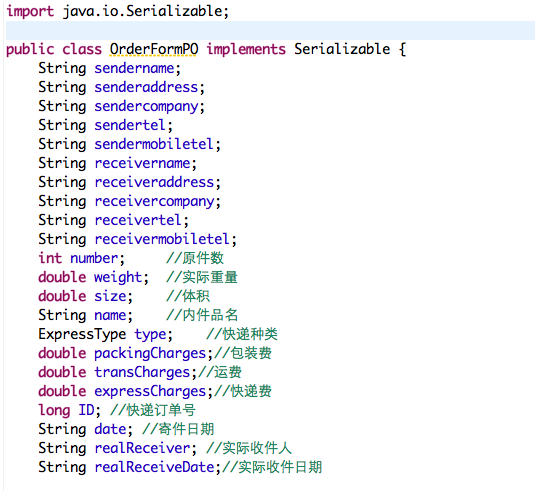 import java.io.Serializable;
public class OrderFormPO implements Serializable {
String sendername;
String senderaddress;
String sendercompany;
String sendertel;
String sendermobiletel;
String receivername;
String receiveraddress;
String receivercompany;
String receivertel;
String receivermobiletel;
int number; //原件数
double weight; //实际重量
double size; //体积
String name; //内件品名
ExpressType type; //快递种类
double packingCharges;//包装费
double transCharges;//运费
double expressCharges;//快递费
long ID; //快递订单号
String date; //寄件日期
String realReceiver; //实际收件人
String realReceiveDate;//实际收件日期